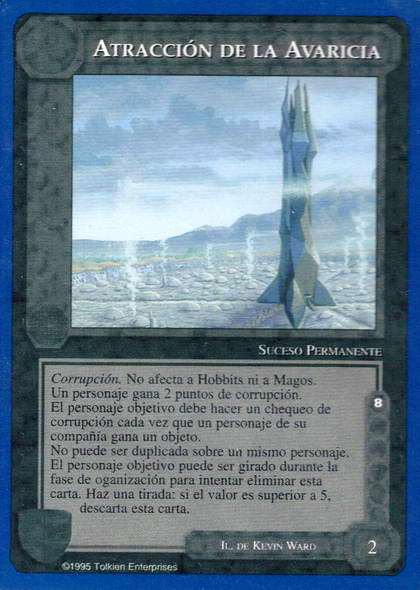 ATRACCIÓN DE LA AVARICIA
SUCESO PERMANENTE
Corrupción. No afecta a Hobbits ni a Magos.
Un personaje gana 2 puntos de corrupción.
El personaje objetivo debe hacer un chequeo de
corrupción cada vez que un personaje de su
compañía gana un objeto.
No puede ser duplicada sobre un mismo personaje.
El personaje objetivo puede ser girado durante la
fase de oganización para intentar eliminar esta
carta. Haz una tirada: si el valor es superior a 5,
descarta esta carta.
8
IL. DE KEVIN WARD
2
©1995 Tolkien Enterprises